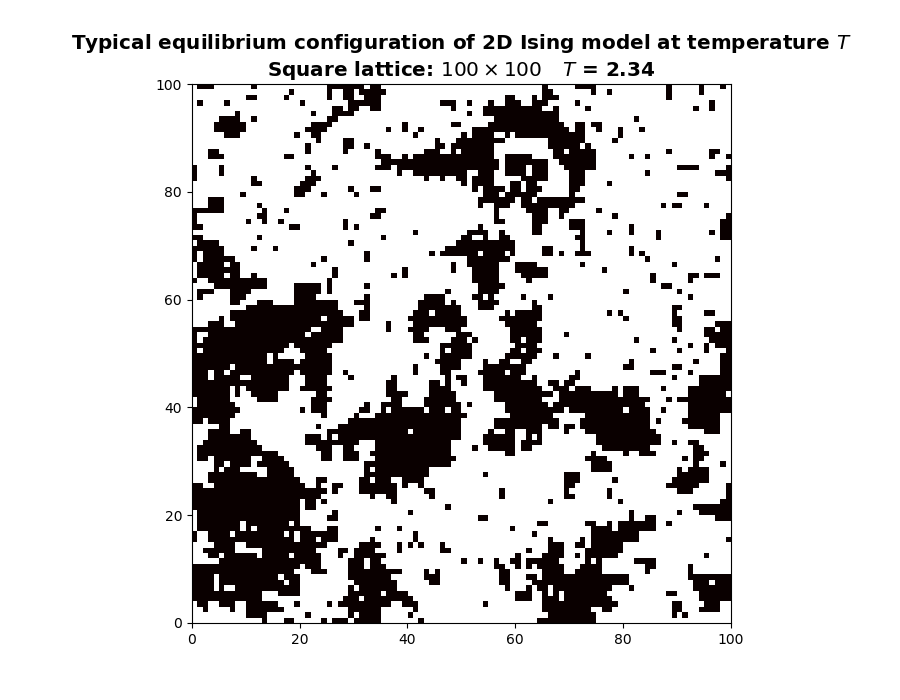 Typical equilibrium configuration of 2D Ising model at temperature T
Square lattice: 100 × 100 T = 2.34
100
80
60
40
20
0
0 20 40 60 80 100